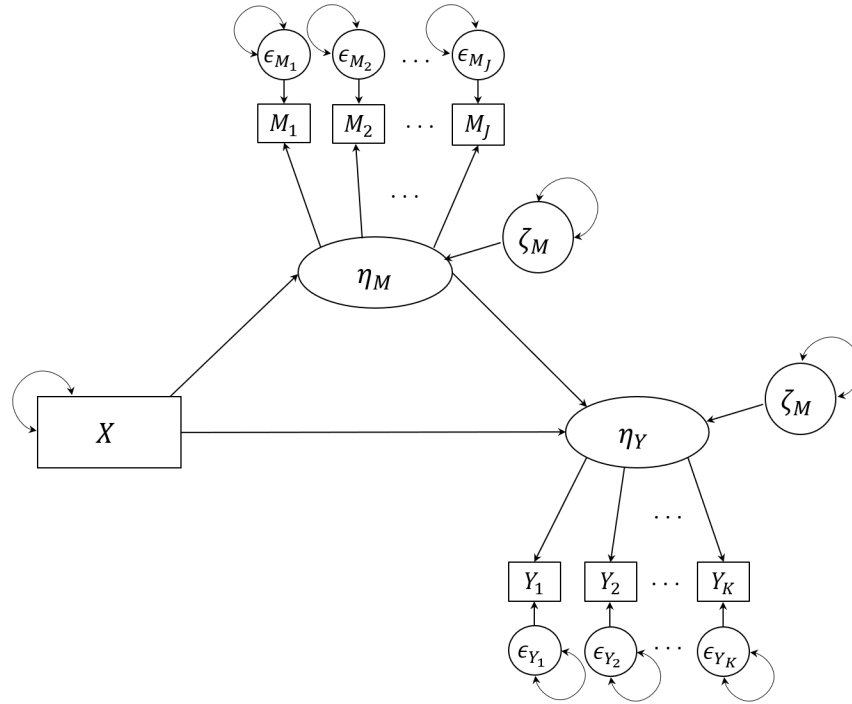 ϵ_{M_1} ϵ_{M_2} . . . ϵ_{M_J}
M_1 M_2 . . . M_J
. . .
ζ_M
η_M
ζ_M
X
η_Y
. . .
Y_1 Y_2 . . . Y_K
ϵ_{Y_1} ϵ_{Y_2} . . . ϵ_{Y_K}